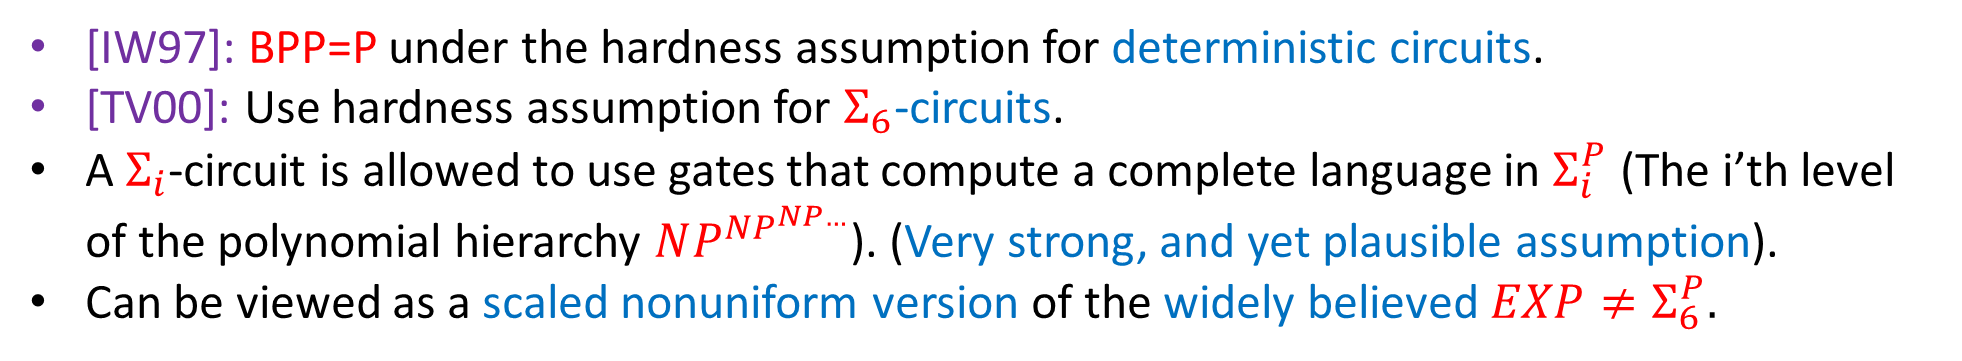 • [IW97]: BPP=P under the hardness assumption for deterministic circuits.
• [TV00]: Use hardness assumption for Σ₆-circuits.
• A Σᵢ-circuit is allowed to use gates that compute a complete language in Σᵢᴾ (The i’th level
of the polynomial hierarchy NP^{NP^{NP…}}). (Very strong, and yet plausible assumption).
• Can be viewed as a scaled nonuniform version of the widely believed EXP ≠ Σ₆ᴾ.